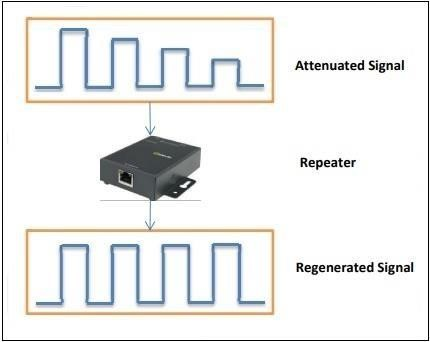 Attenuated Signal
Repeater
Regenerated Signal